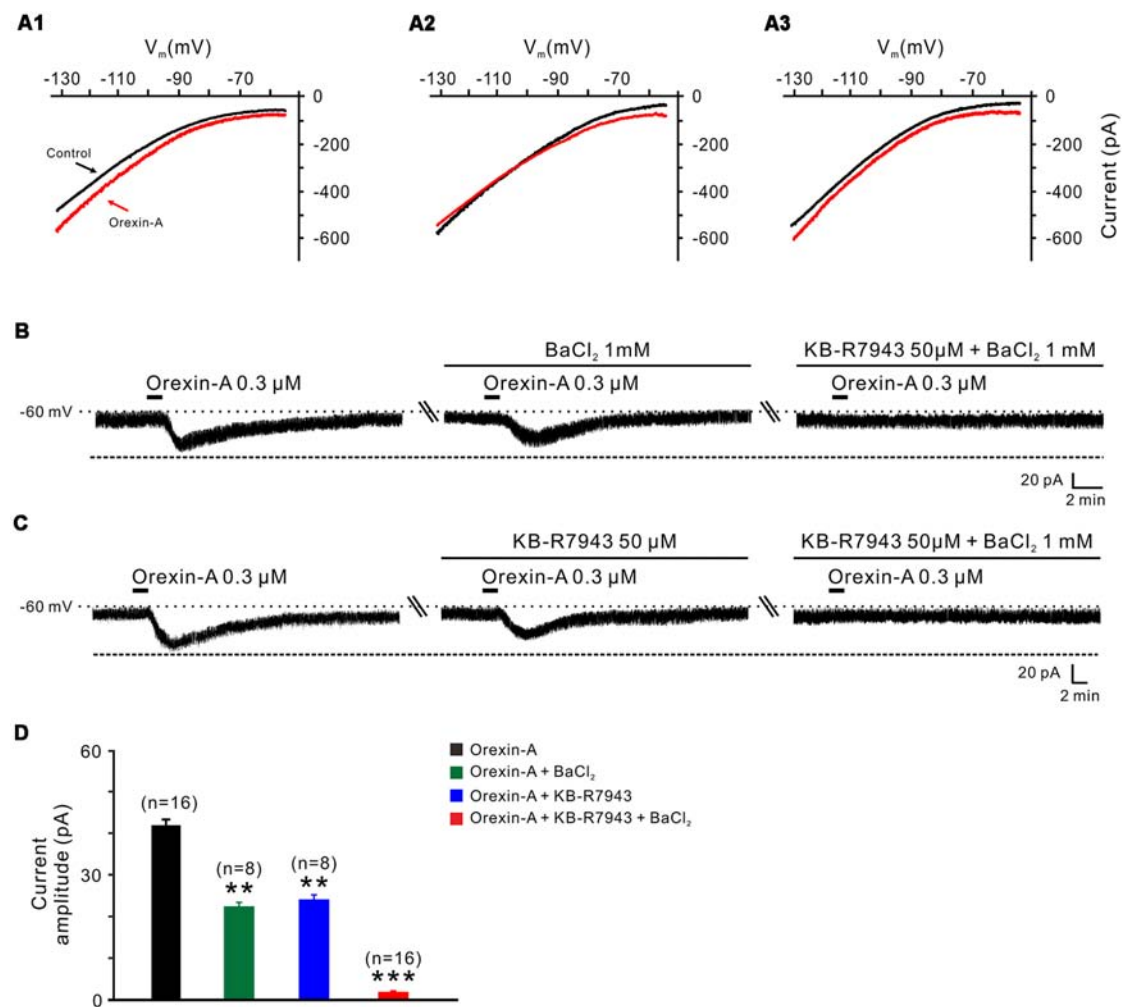 A1
V_m(mV)
-130 -110 -90 -70
0
-200
-400
-600
Control
Orexin-A
A2
V_m(mV)
-130 -110 -90 -70
0
-200
-400
-600
A3
V_m(mV)
-130 -110 -90 -70
0
-200
-400
-600
Current (pA)
B
BaCl₂ 1mM
KB-R7943 50µM + BaCl₂ 1 mM
Orexin-A 0.3 µM
Orexin-A 0.3 µM
Orexin-A 0.3 µM
-60 mV
20 pA
2 min
C
KB-R7943 50 µM
KB-R7943 50µM + BaCl₂ 1 mM
Orexin-A 0.3 µM
Orexin-A 0.3 µM
Orexin-A 0.3 µM
-60 mV
20 pA
2 min
D
Current
amplitude (pA)
60
30
0
(n=16)
(n=8)
**
(n=8)
**
(n=16)
***
Orexin-A
Orexin-A + BaCl₂
Orexin-A + KB-R7943
Orexin-A + KB-R7943 + BaCl₂